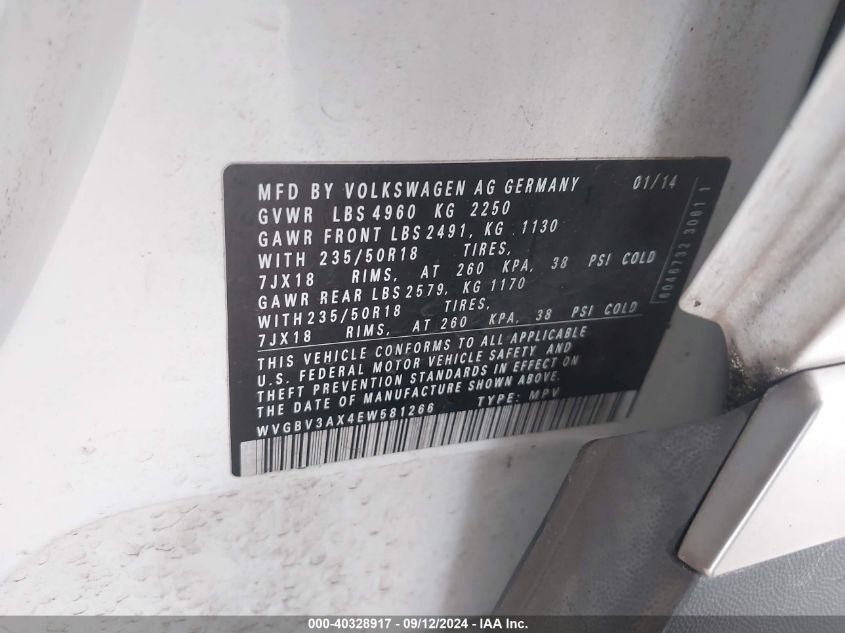 MFD BY VOLKSWAGEN AG GERMANY 01/14
GVWR LBS 4960 KG 2250
GAWR FRONT LBS 2491, KG 1130
WITH 235/50R18 TIRES,
7JX18 RIMS, AT 260 KPA, 38 PSI COLD
GAWR REAR LBS 2579, KG 1170
WITH 235/50R18 TIRES,
7JX18 RIMS, AT 260 KPA, 38 PSI COLD
THIS VEHICLE CONFORMS TO ALL APPLICABLE
U.S. FEDERAL MOTOR VEHICLE SAFETY AND
THEFT PREVENTION STANDARDS IN EFFECT ON
THE DATE OF MANUFACTURE SHOWN ABOVE.
WVGBV3AX4EW581266 TYPE: MPV
000-40328917 - 09/12/2024 - IAA Inc.